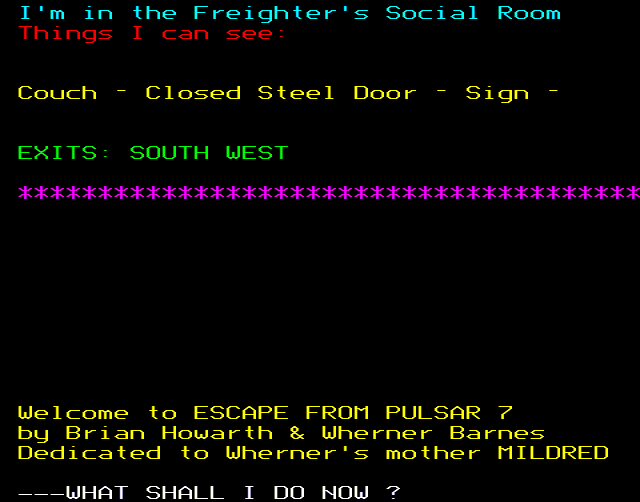 I'm in the Freighter's Social Room
Things I can see:
Couch - Closed Steel Door - Sign -
EXITS: SOUTH WEST
***************************************
Welcome to ESCAPE FROM PULSAR 7
by Brian Howarth & Wherner Barnes
Dedicated to Wherner's mother MILDRED
---WHAT SHALL I DO NOW ?